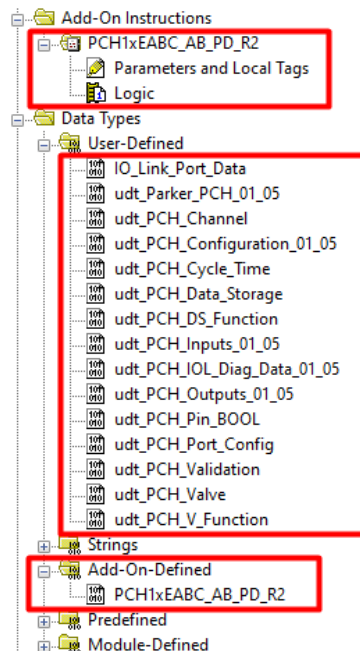 Add-On Instructions
PCH1xEABC_AB_PD_R2
Parameters and Local Tags
Logic
Data Types
User-Defined
IO_Link_Port_Data
udt_Parker_PCH_01_05
udt_PCH_Channel
udt_PCH_Configuration_01_05
udt_PCH_Cycle_Time
udt_PCH_Data_Storage
udt_PCH_DS_Function
udt_PCH_Inputs_01_05
udt_PCH_IOL_Diag_Data_01_05
udt_PCH_Outputs_01_05
udt_PCH_Pin_BOOL
udt_PCH_Port_Config
udt_PCH_Validation
udt_PCH_Valve
udt_PCH_V_Function
Strings
Add-On-Defined
PCH1xEABC_AB_PD_R2
Predefined
Module-Defined